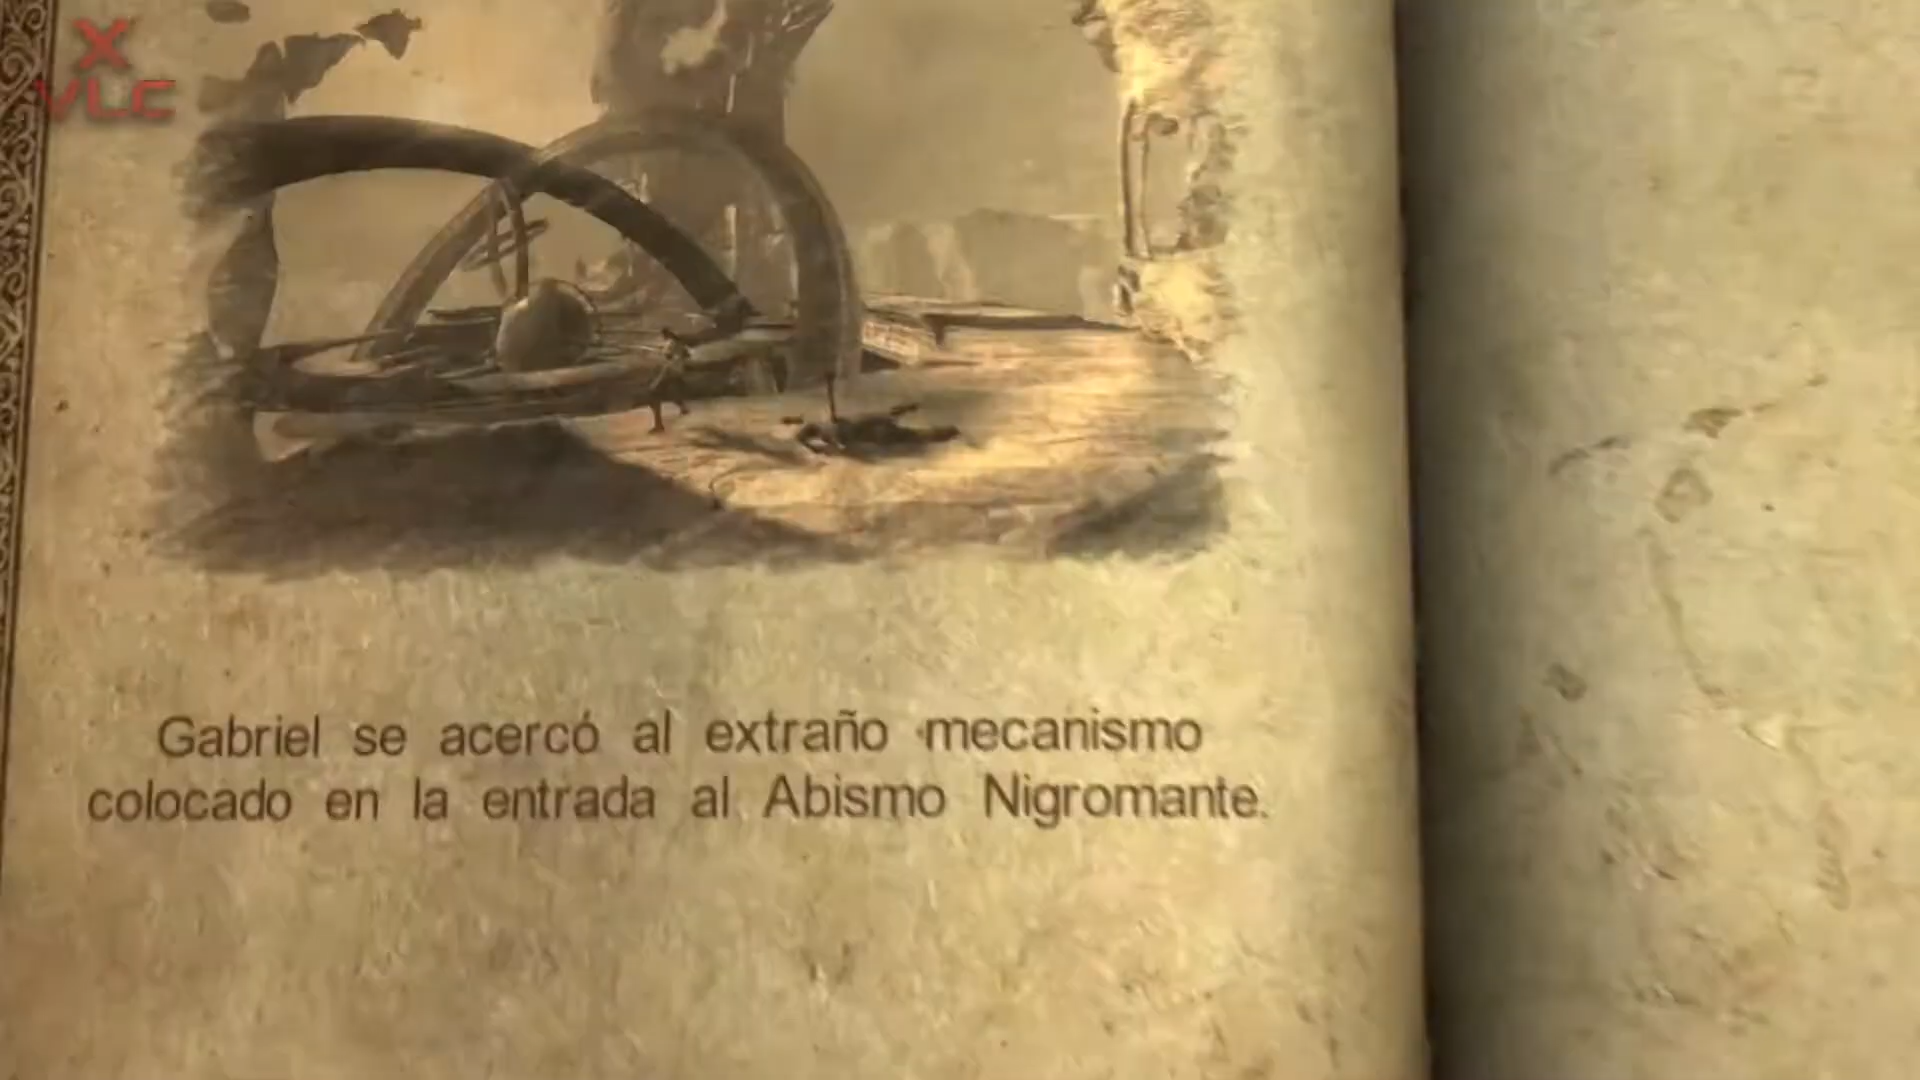 X
VLC
Gabriel se acercó al extraño mecanismo
colocado en la entrada al Abismo Nigromante.